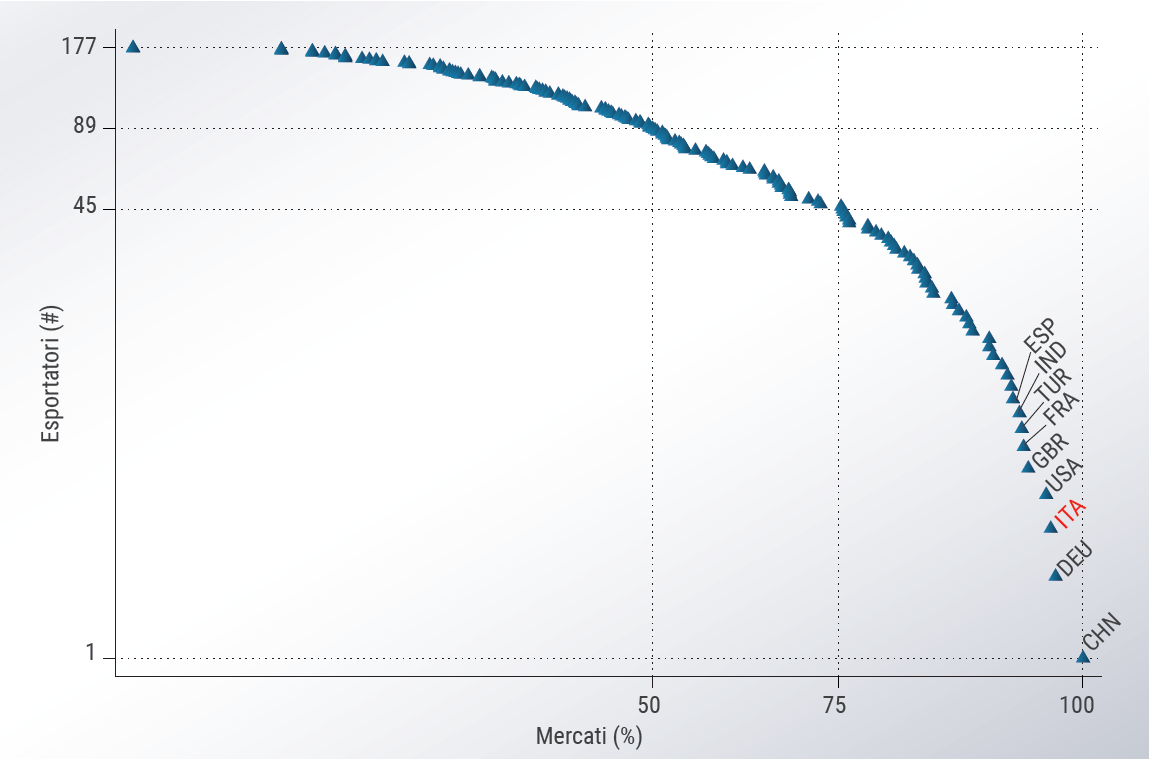 177
89
45
1
Esportatori (#)
ESP
IND
TUR
FRA
GBR
USA
ITA
DEU
CHN
50
75
100
Mercati (%)